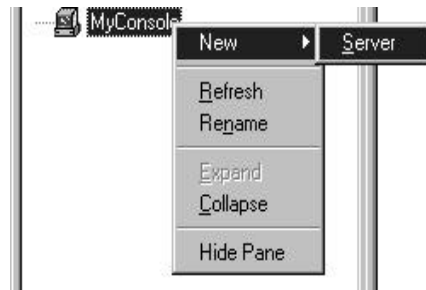 MyConsole
New
Server
Refresh
Rename
Expand
Collapse
Hide Pane